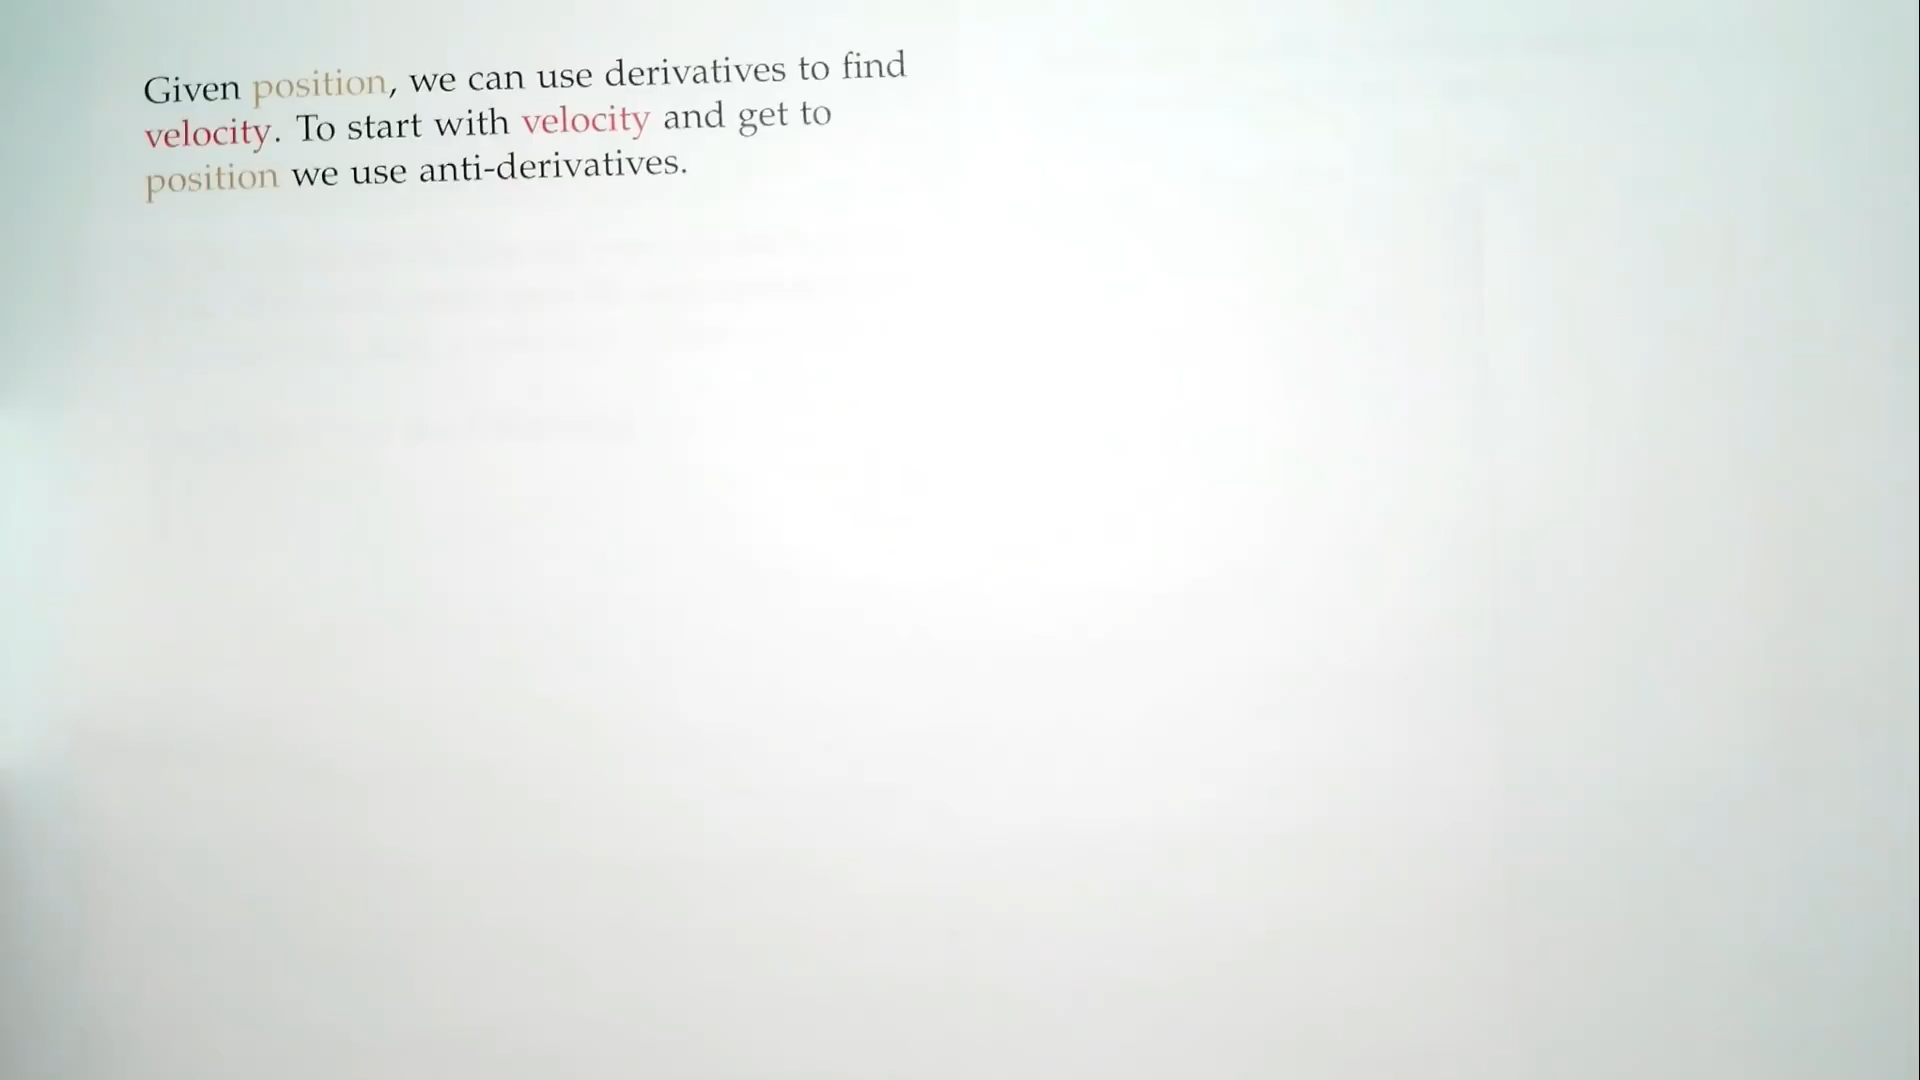 Given position, we can use derivatives to find
velocity. To start with velocity and get to
position we use anti-derivatives.